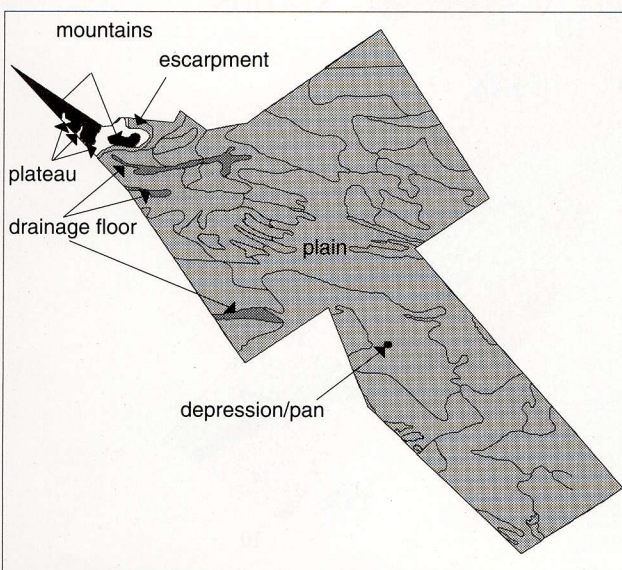 mountains
escarpment
plateau
drainage floor
plain
depression/pan